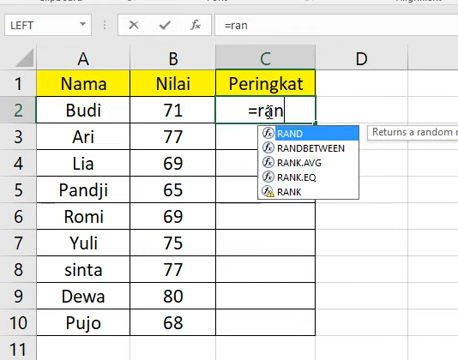 LEFT =ran
A B C D
1 Nama Nilai Peringkat
2 Budi 71 =ran
3 Ari 77
RAND Returns a random
RANDBETWEEN
4 Lia 69
RANK.AVG
RANK.EQ
5 Pandji 65
RANK
6 Romi 69
7 Yuli 75
8 sinta 77
9 Dewa 80
10 Pujo 68
11